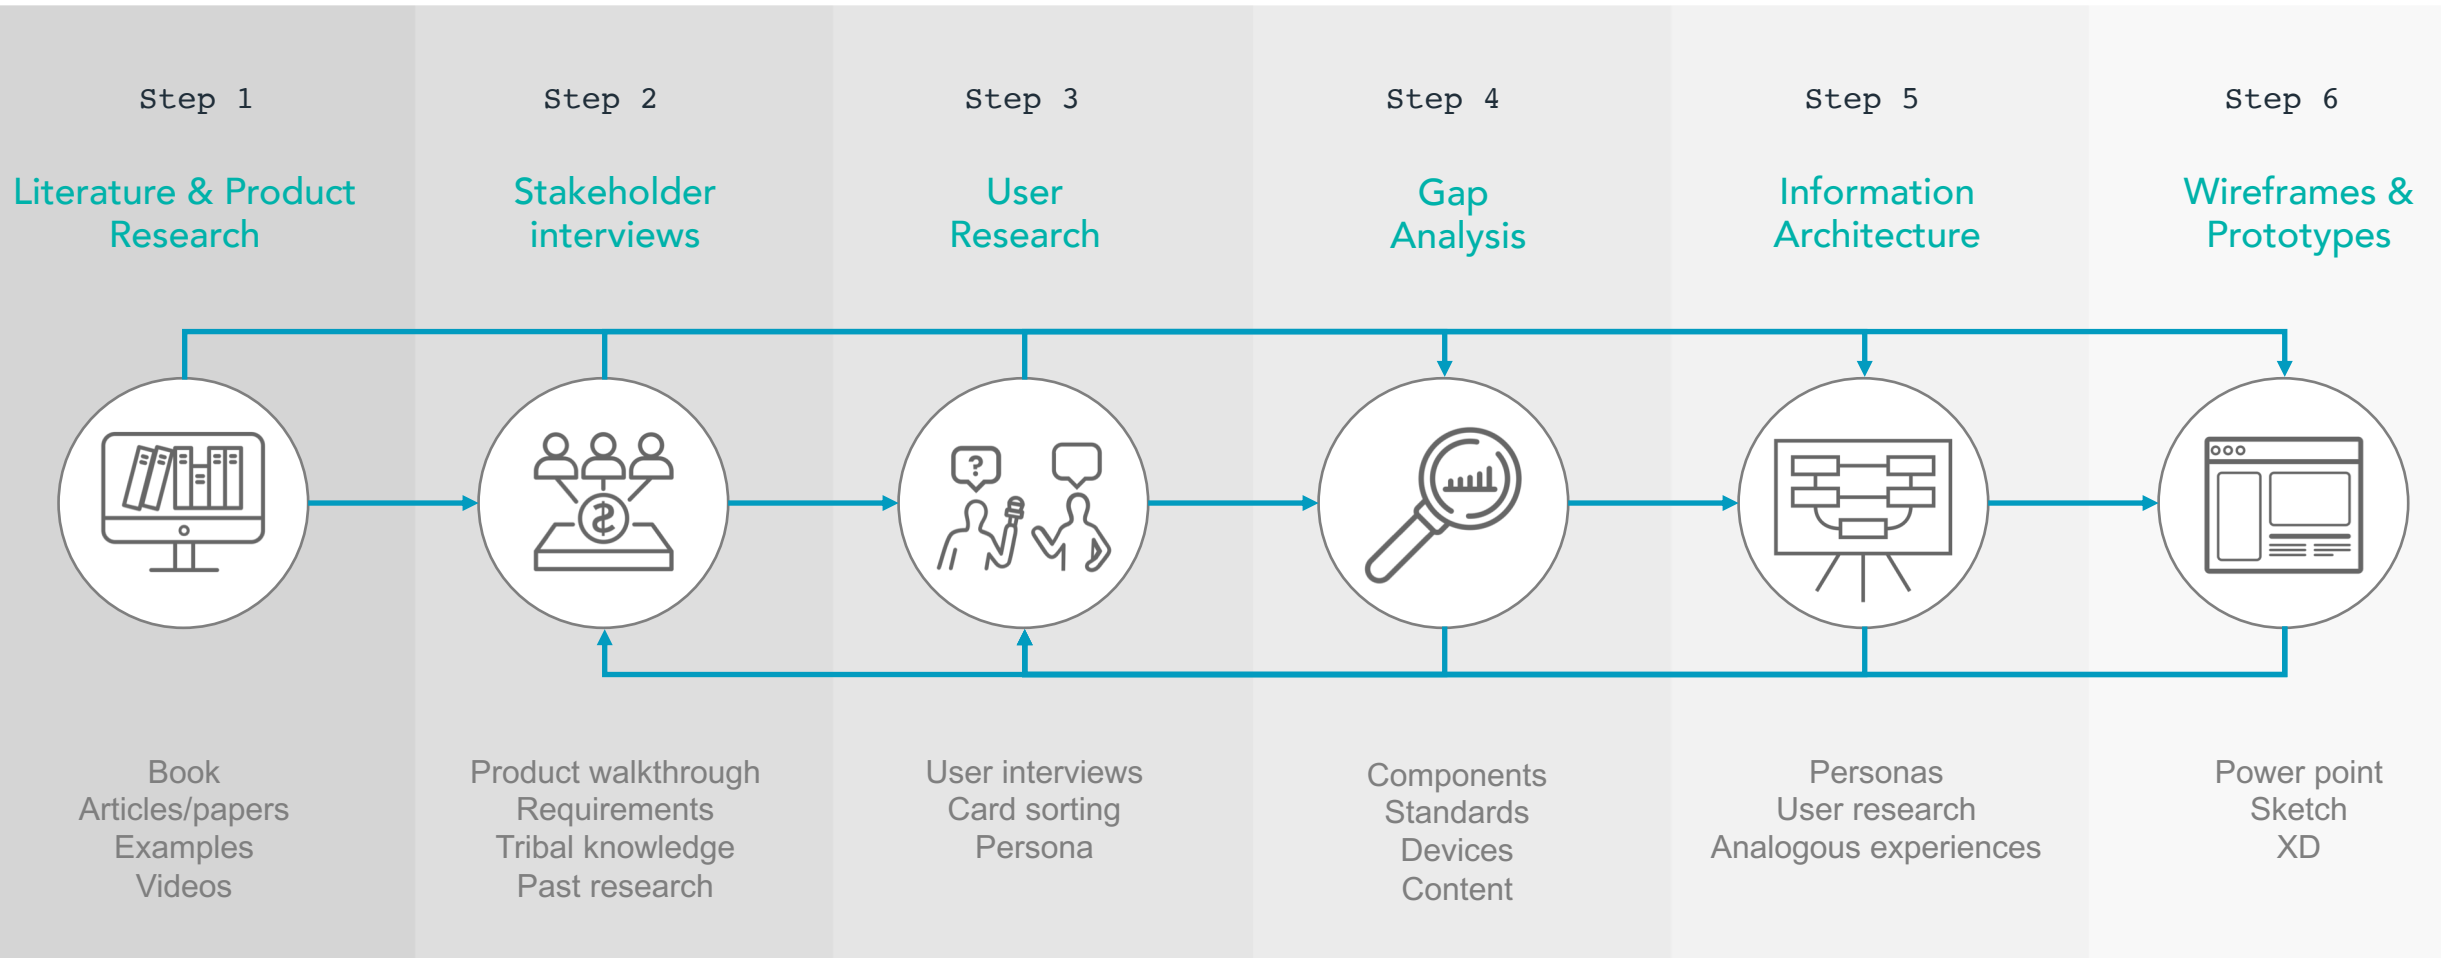 Step 1
Literature & Product
Research
Book
Articles/papers
Examples
Videos
Step 2
Stakeholder
interviews
Product walkthrough
Requirements
Tribal knowledge
Past research
Step 3
User
Research
?
User interviews
Card sorting
Persona
Step 4
Gap
Analysis
Components
Standards
Devices
Content
Step 5
Information
Architecture
Personas
User research
Analogous experiences
Step 6
Wireframes &
Prototypes
Power point
Sketch
XD